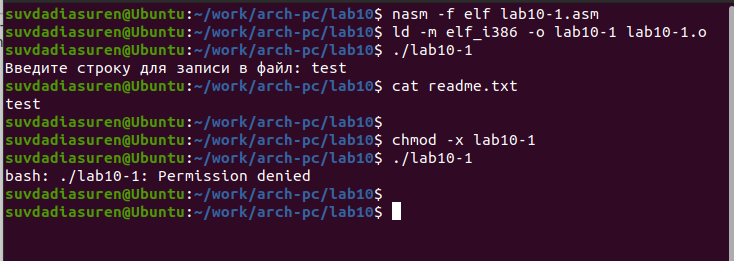 suvdadiasuren@Ubuntu:~/work/arch-pc/lab10$ nasm -f elf lab10-1.asm
suvdadiasuren@Ubuntu:~/work/arch-pc/lab10$ ld -m elf_i386 -o lab10-1 lab10-1.o
suvdadiasuren@Ubuntu:~/work/arch-pc/lab10$ ./lab10-1
Введите строку для записи в файл: test
suvdadiasuren@Ubuntu:~/work/arch-pc/lab10$ cat readme.txt
test
suvdadiasuren@Ubuntu:~/work/arch-pc/lab10$
suvdadiasuren@Ubuntu:~/work/arch-pc/lab10$ chmod -x lab10-1
suvdadiasuren@Ubuntu:~/work/arch-pc/lab10$ ./lab10-1
bash: ./lab10-1: Permission denied
suvdadiasuren@Ubuntu:~/work/arch-pc/lab10$
suvdadiasuren@Ubuntu:~/work/arch-pc/lab10$